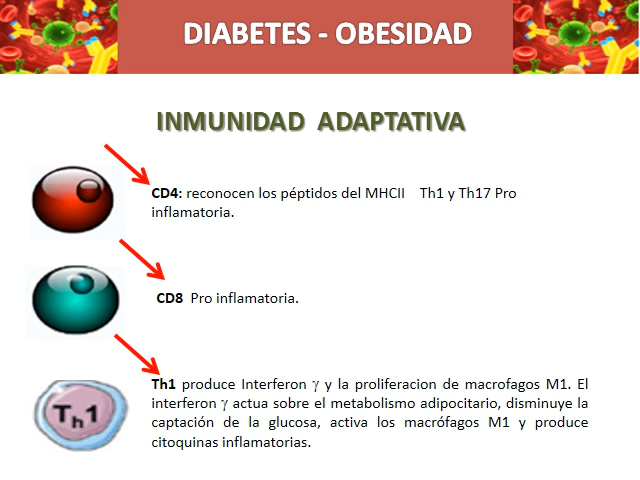 DIABETES - OBESIDAD
INMUNIDAD ADAPTATIVA
CD4: reconocen los péptidos del MHCII Th1 y Th17 Pro
inflamatoria.
CD8 Pro inflamatoria.
Th1 produce Interferon γ y la proliferacion de macrofagos M1. El
interferon γ actua sobre el metabolismo adipocitario, disminuye la
captación de la glucosa, activa los macrófagos M1 y produce
citoquinas inflamatorias.
Th1